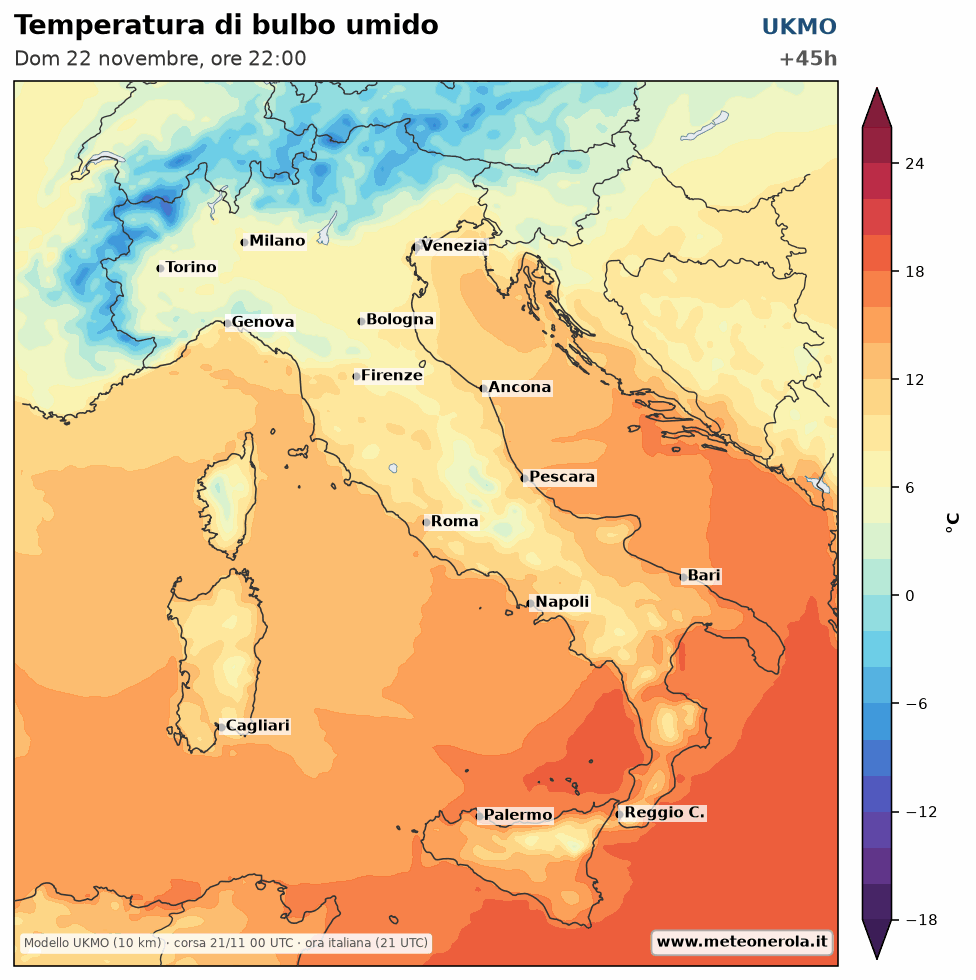 Temperatura di bulbo umido
UKMO
Dom 22 novembre, ore 22:00
+45h
Milano
Venezia
Torino
Genova
Bologna
Firenze
Ancona
Pescara
Roma
Bari
Napoli
Cagliari
Palermo
Reggio C.
24
18
12
6
0
−6
−12
−18
°C
Modello UKMO (10 km) · corsa 21/11 00 UTC · ora italiana (21 UTC)
www.meteonerola.it